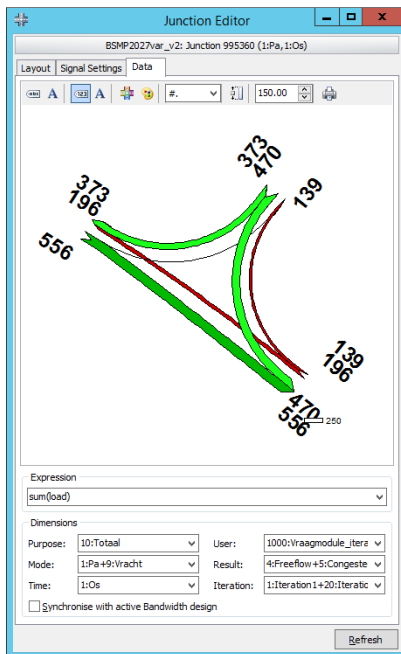 Junction Editor
BSMP2027var_v2: Junction 995360 (1:Pa,1:Os)
Layout Signal Settings Data
abc A 123 A #. 150.00
373
470
139
373
196
556
139
196
470
556
250
Expression
sum(load)
Dimensions
Purpose: 10:Totaal User: 1000:Vraagmodule_itera
Mode: 1:Pa+9:Vracht Result: 4:Freeflow+5:Congeste
Time: 1:Os Iteration: 1:Iteration1+20:Iteratic
Synchronise with active Bandwidth design
Refresh